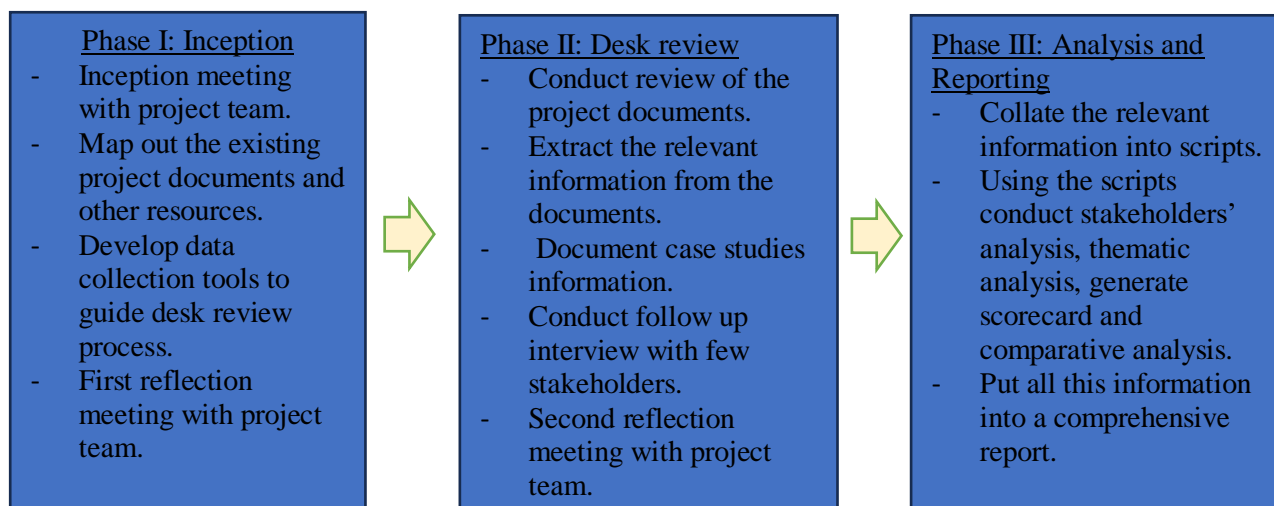 Phase I: Inception
- Inception meeting
with project team.
- Map out the existing
project documents and
other resources.
- Develop data
collection tools to
guide desk review
process.
- First reflection
meeting with project
team.
Phase II: Desk review
- Conduct review of the
project documents.
- Extract the relevant
information from the
documents.
- Document case studies
information.
- Conduct follow up
interview with few
stakeholders.
- Second reflection
meeting with project
team.
Phase III: Analysis and
Reporting
- Collate the relevant
information into scripts.
- Using the scripts
conduct stakeholders’
analysis, thematic
analysis, generate
scorecard and
comparative analysis.
- Put all this information
into a comprehensive
report.